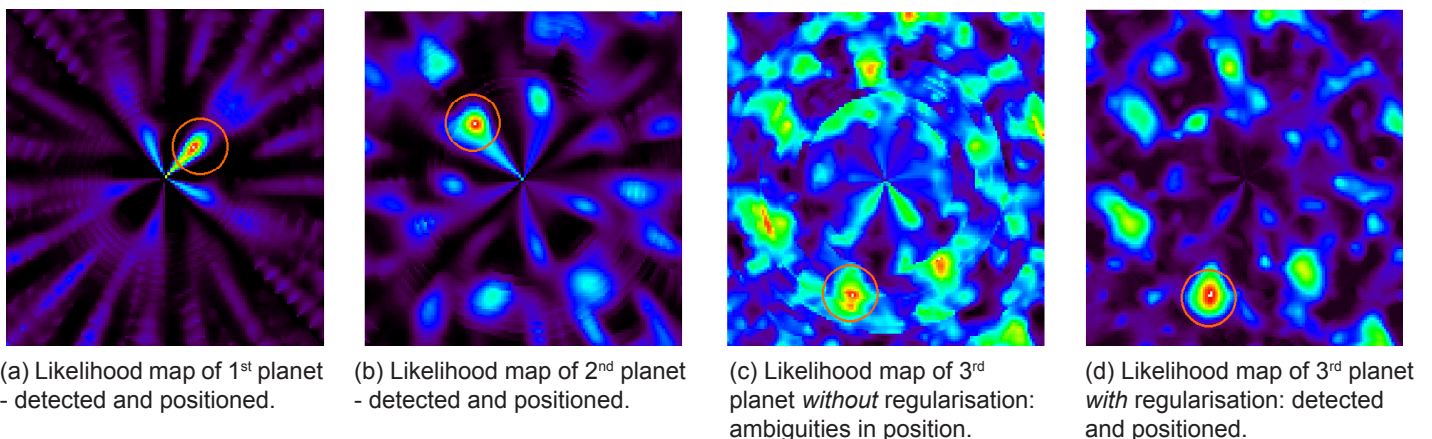 (a) Likelihood map of 1st planet
- detected and positioned.
(b) Likelihood map of 2nd planet
- detected and positioned.
(c) Likelihood map of 3rd
planet without regularisation:
ambiguities in position.
(d) Likelihood map of 3rd planet
with regularisation: detected
and positioned.